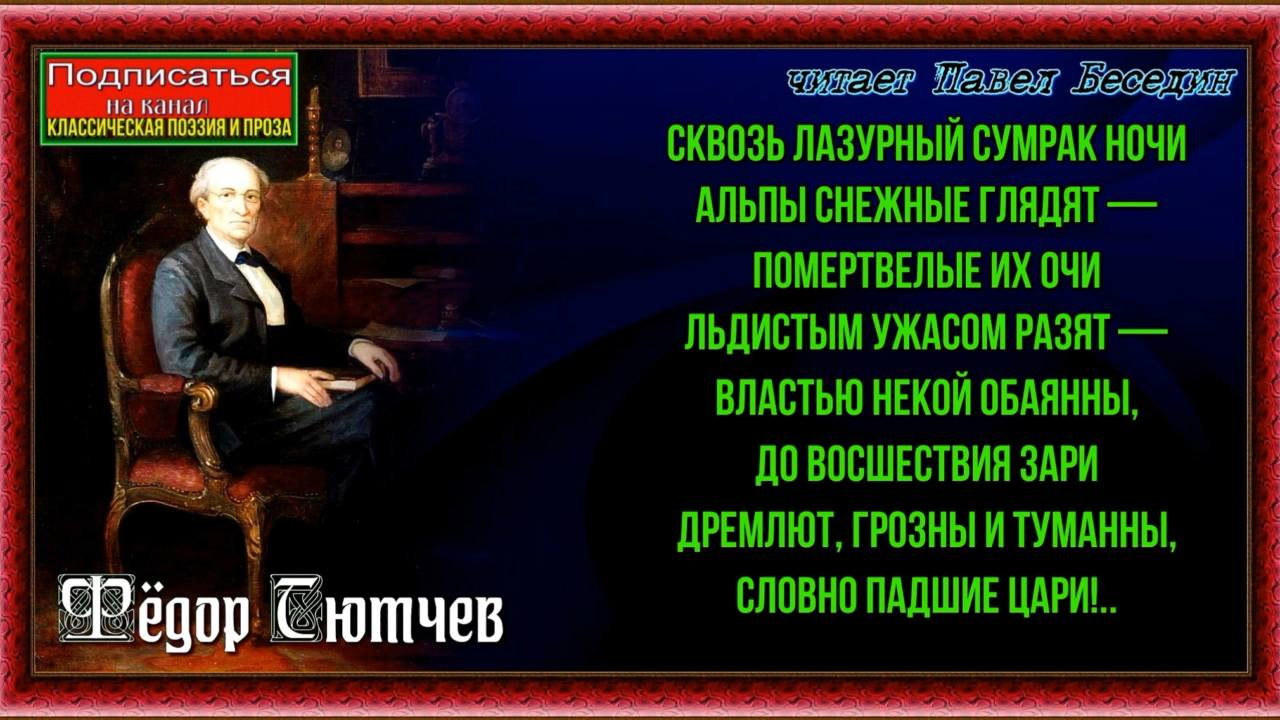 Подписаться
на канал
КЛАССИЧЕСКАЯ ПОЭЗИЯ И ПРОЗА
читает Павел Беседин
СКВОЗЬ ЛАЗУРНЫЙ СУМРАК НОЧИ
АЛЬПЫ СНЕЖНЫЕ ГЛЯДЯТ —
ПОМЕРТВЕЛЫЕ ИХ ОЧИ
ЛЬДИСТЫМ УЖАСОМ РАЗЯТ —
ВЛАСТЬЮ НЕКОЙ ОБАЯННЫ,
ДО ВОСШЕСТВИЯ ЗАРИ
ДРЕМЛЮТ, ГРОЗНЫ И ТУМАННЫ,
СЛОВНО ПАДШИЕ ЦАРИ!..
Фёдор Тютчев